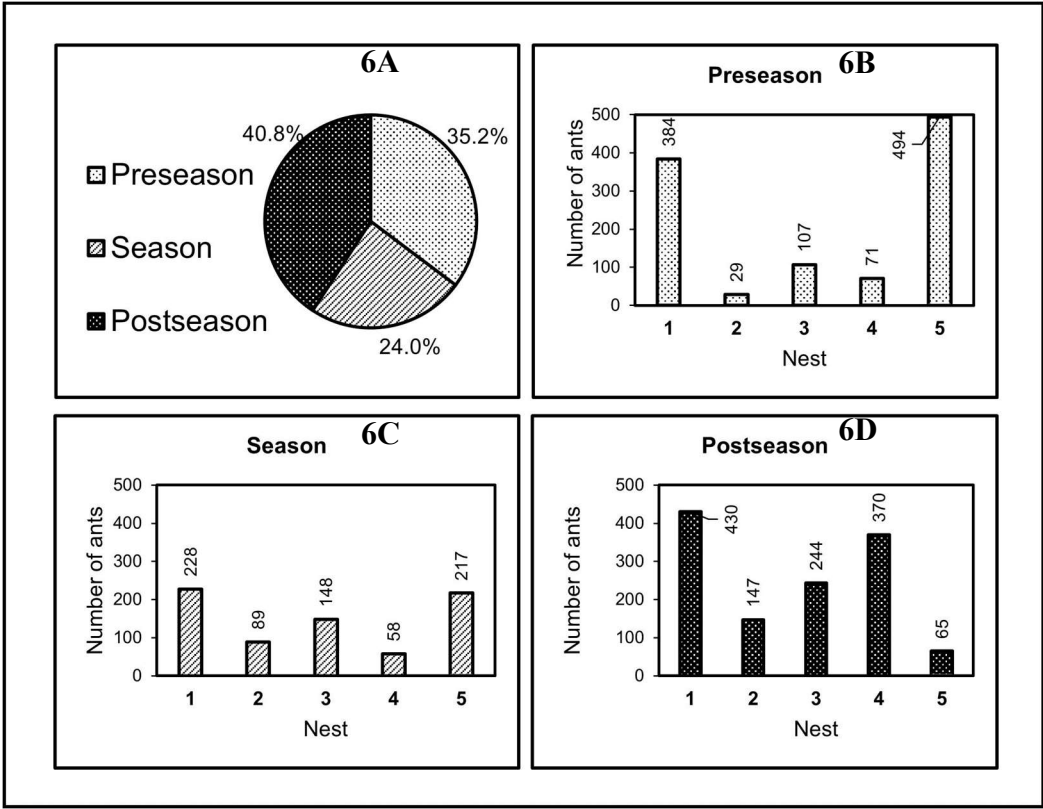 6A
40.8%
35.2%
Preseason
Season
Postseason
24.0%
Preseason 6B
Number of ants
500
400
300
200
100
0
384
29
107
71
494
1 2 3 4 5
Nest
Season 6C
Number of ants
500
400
300
200
100
0
228
89
148
58
217
1 2 3 4 5
Nest
Postseason 6D
Number of ants
500
400
300
200
100
0
430
147
244
370
65
1 2 3 4 5
Nest